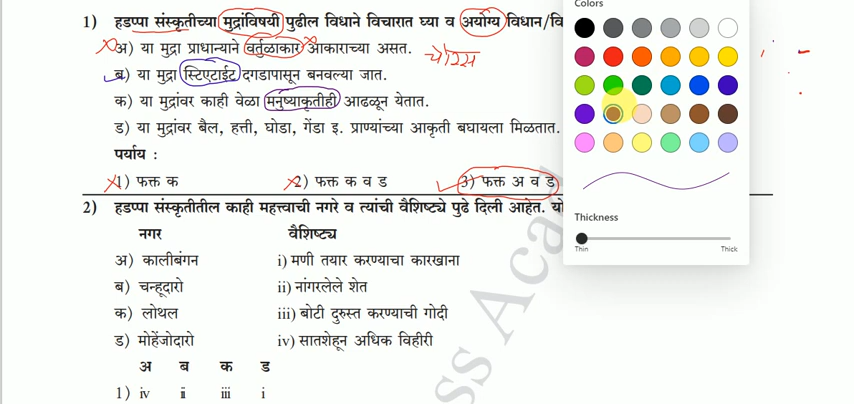 1) हडप्पा संस्कृतीच्या मुद्रांविषयी पुढील विधाने विचारात घ्या व अयोग्य विधान/वि
अ) या मुद्रा प्राधान्याने वर्तुळाकार आकाराच्या असत. चौरस
ब) या मुद्रा स्टिएटाईट दगडापासून बनवल्या जात.
क) या मुद्रांवर काही वेळा मनुष्याकृतीही आढळून येतात.
ड) या मुद्रांवर बैल, हत्ती, घोडा, गेंडा इ. प्राण्यांच्या आकृती बघायला मिळतात.
पर्याय :
1) फक्त क 2) फक्त क व ड 3) फक्त अ व ड
2) हडप्पा संस्कृतीतील काही महत्त्वाची नगरे व त्यांची वैशिष्ट्ये पुढे दिली आहेत. यो
नगर वैशिष्ट्य
अ) कालीबंगन i) मणी तयार करण्याचा कारखाना
ब) चन्हूदारो ii) नांगरलेले शेत
क) लोथल iii) बोटी दुरुस्त करण्याची गोदी
ड) मोहेंजोदारो iv) सातशेहून अधिक विहीरी
अ ब क ड
1) iv ii iii i
Colors
Thickness
Thin Thick
ss Aca